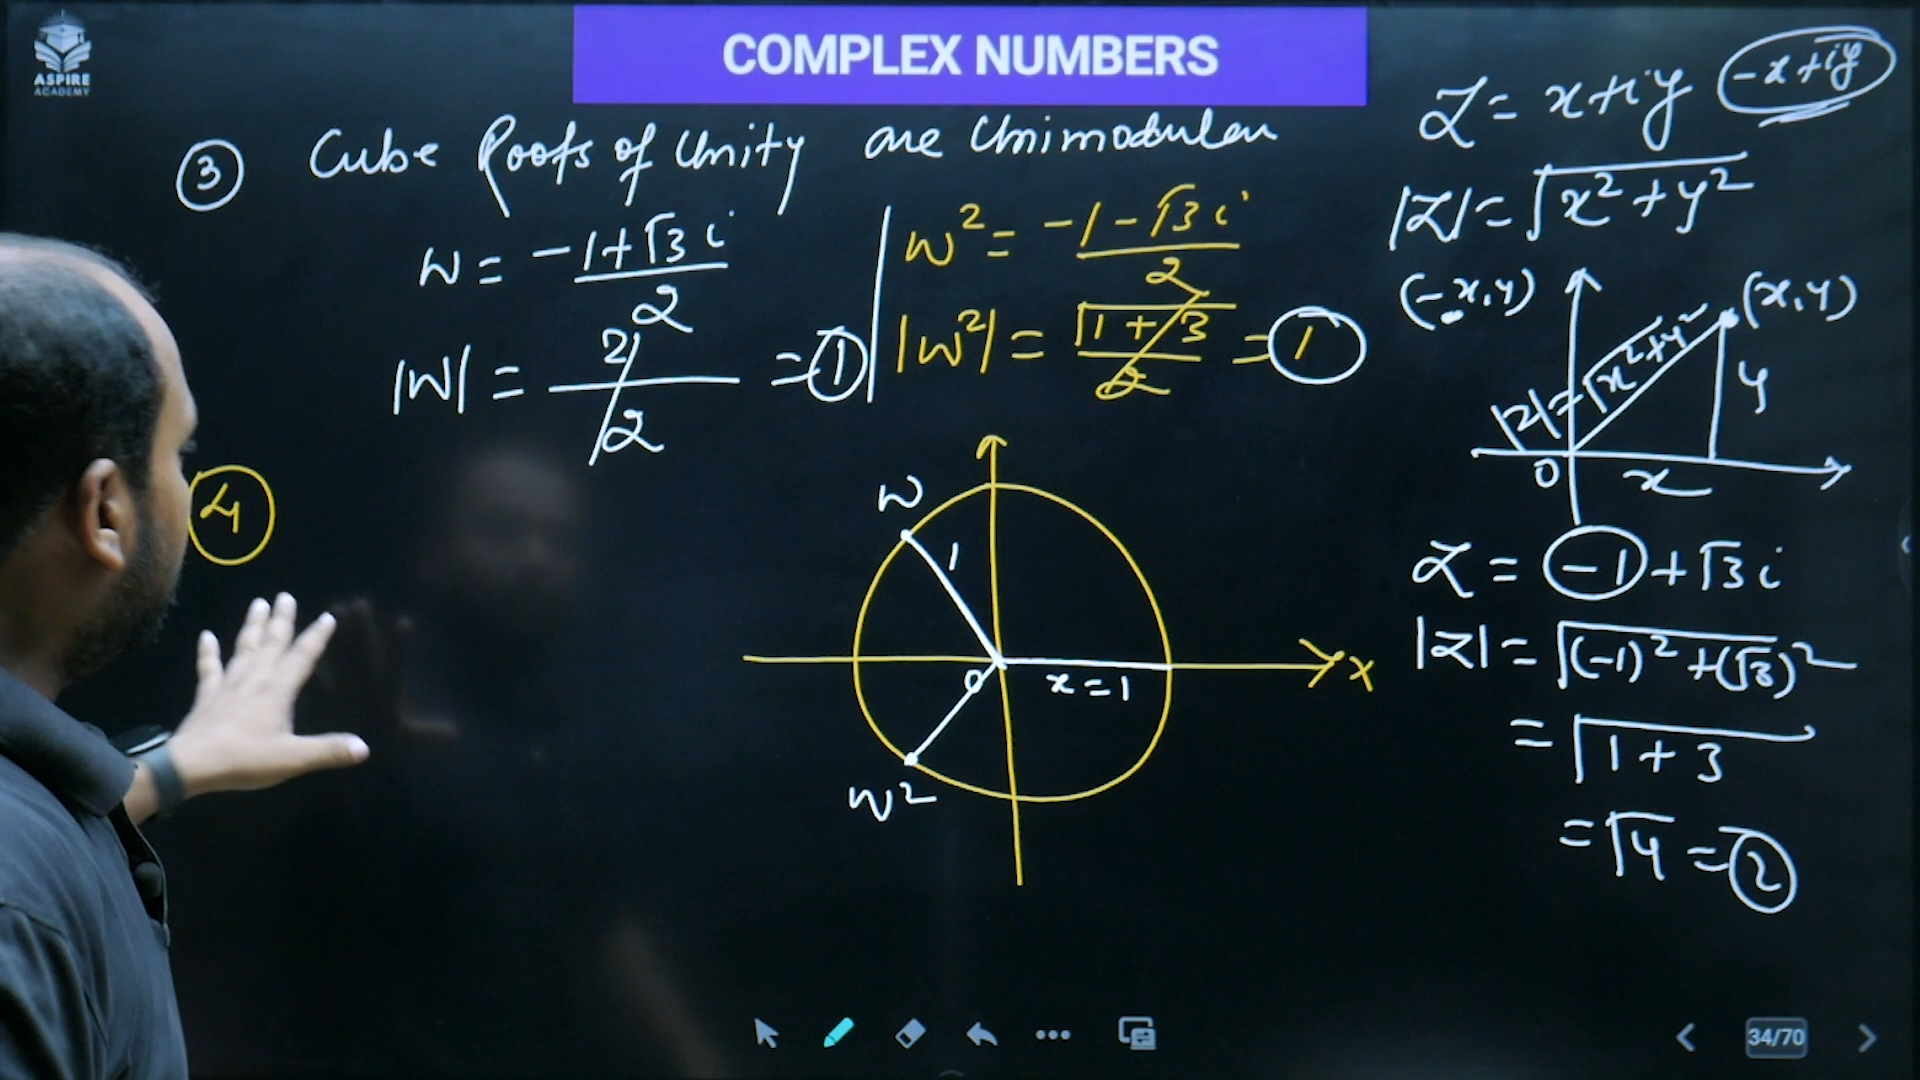 ASPIRE
ACADEMY
COMPLEX NUMBERS
③ Cube Roots of Unity are Unimodular
w = -1+√3 i / 2
|w| = 2 / 2 = 1
w² = -1-√3 i / 2
|w²| = √1+3 / 2 = 1
④
w
1
0
x=1
X
w²
Z = x+iy
-x+iy
|Z| = √x²+y²
(-x,y)
(x,y)
|Z|=√x²+y²
y
0
x
Z = -1+√3 i
|Z| = √(-1)²+(√3)²
= √1+3
= √4 = 2
34/70